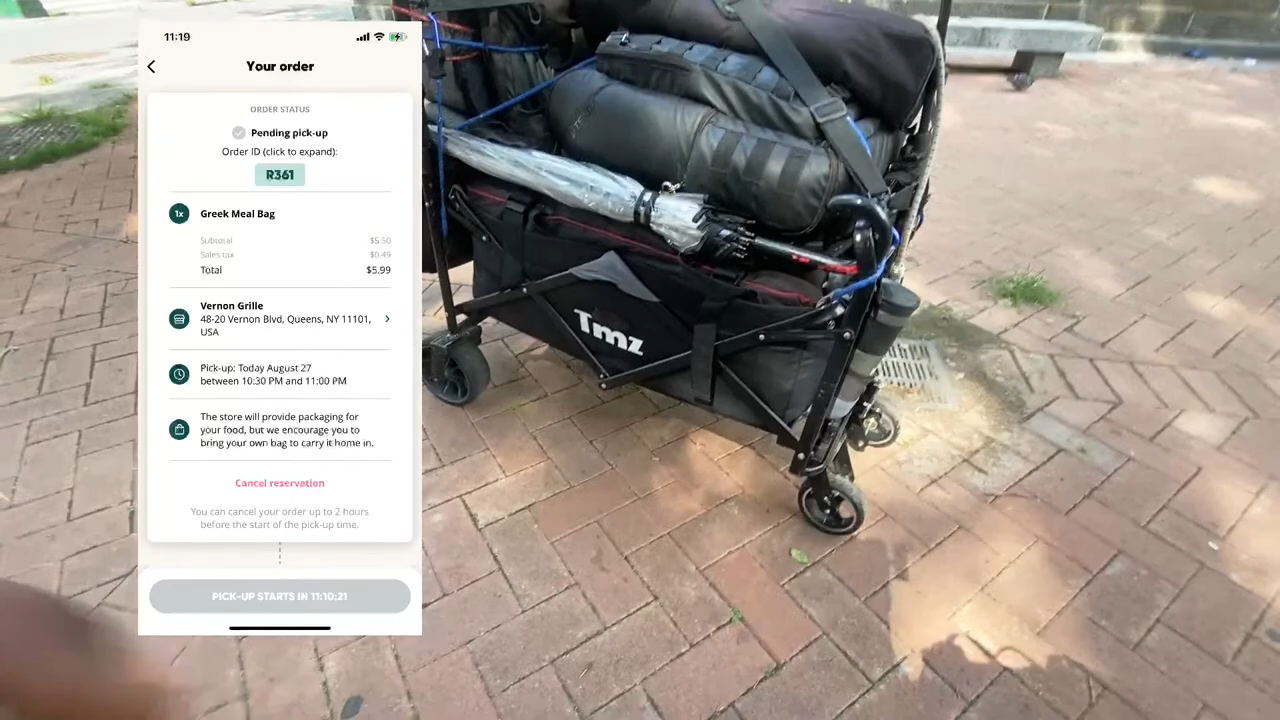 11:19
Your order
ORDER STATUS
Pending pick-up
Order ID (click to expand):
R361
1x
Greek Meal Bag
Subtotal $5.50
Sales tax $0.49
Total $5.99
Vernon Grille
48-20 Vernon Blvd, Queens, NY 11101,
USA
Pick-up: Today August 27
between 10:30 PM and 11:00 PM
The store will provide packaging for
your food, but we encourage you to
bring your own bag to carry it home in.
Cancel reservation
You can cancel your order up to 2 hours
before the start of the pick-up time.
PICK-UP STARTS IN 11:10:21
Tmz